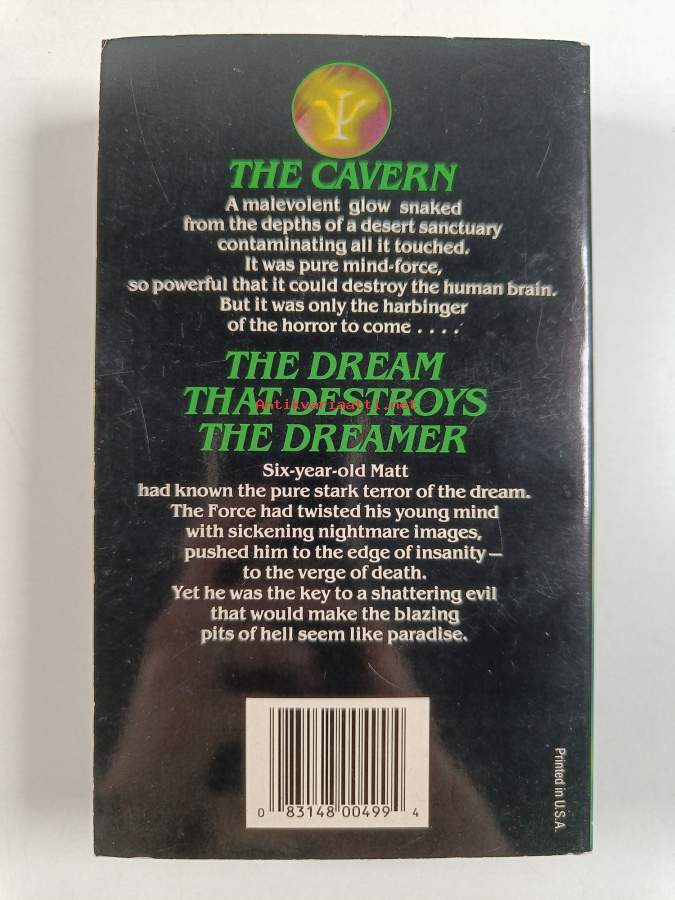 THE CAVERN
A malevolent glow snaked
from the depths of a desert sanctuary
contaminating all it touched.
It was pure mind-force,
so powerful that it could destroy the human brain.
But it was only the harbinger
of the horror to come . . . .
THE DREAM
THAT DESTROYS
Antikvariaatti.net
THE DREAMER
Six-year-old Matt
had known the pure stark terror of the dream.
The Force had twisted his young mind
with sickening nightmare images,
pushed him to the edge of insanity—
to the verge of death.
Yet he was the key to a shattering evil
that would make the blazing
pits of hell seem like paradise.
0 83148 00499 4
Printed in U.S.A.